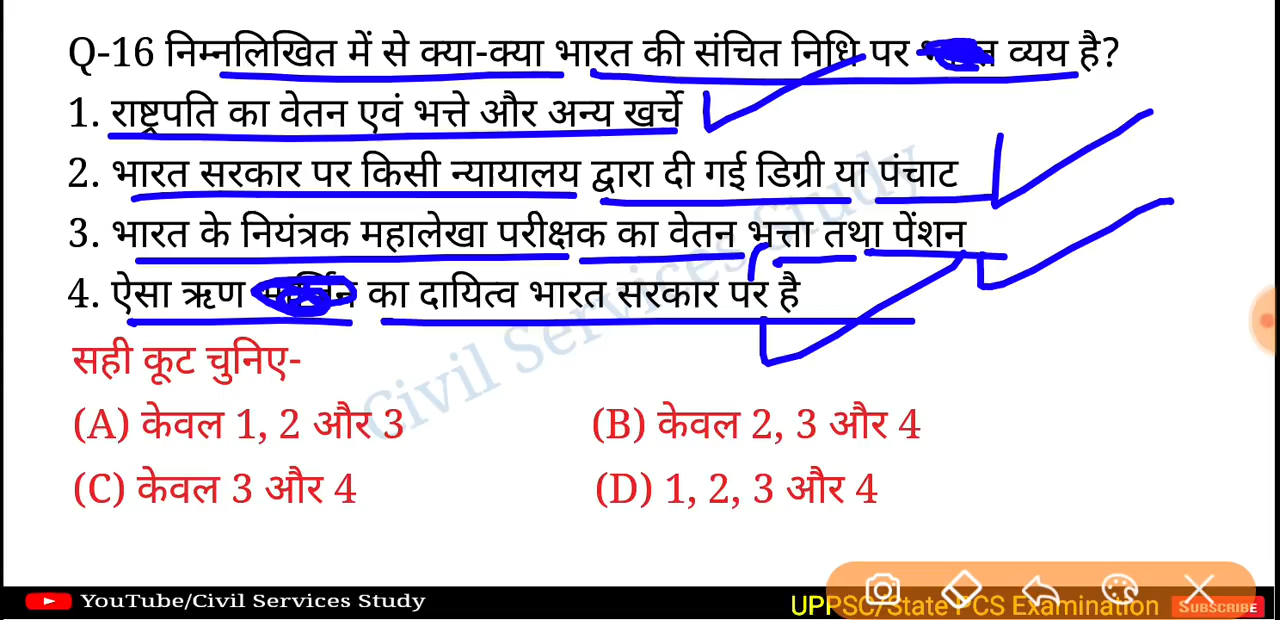 Q-16 निम्नलिखित में से क्या-क्या भारत की संचित निधि पर व्यय है?
1. राष्ट्रपति का वेतन एवं भत्ते और अन्य खर्चे
2. भारत सरकार पर किसी न्यायालय द्वारा दी गई डिग्री या पंचाट
3. भारत के नियंत्रक महालेखा परीक्षक का वेतन भत्ता तथा पेंशन
4. ऐसा ऋण का दायित्व भारत सरकार पर है
सही कूट चुनिए-
(A) केवल 1, 2 और 3
(B) केवल 2, 3 और 4
(C) केवल 3 और 4
(D) 1, 2, 3 और 4
Civil Services Study
YouTube/Civil Services Study
UPPSC/State PCS Examination
SUBSCRIBE